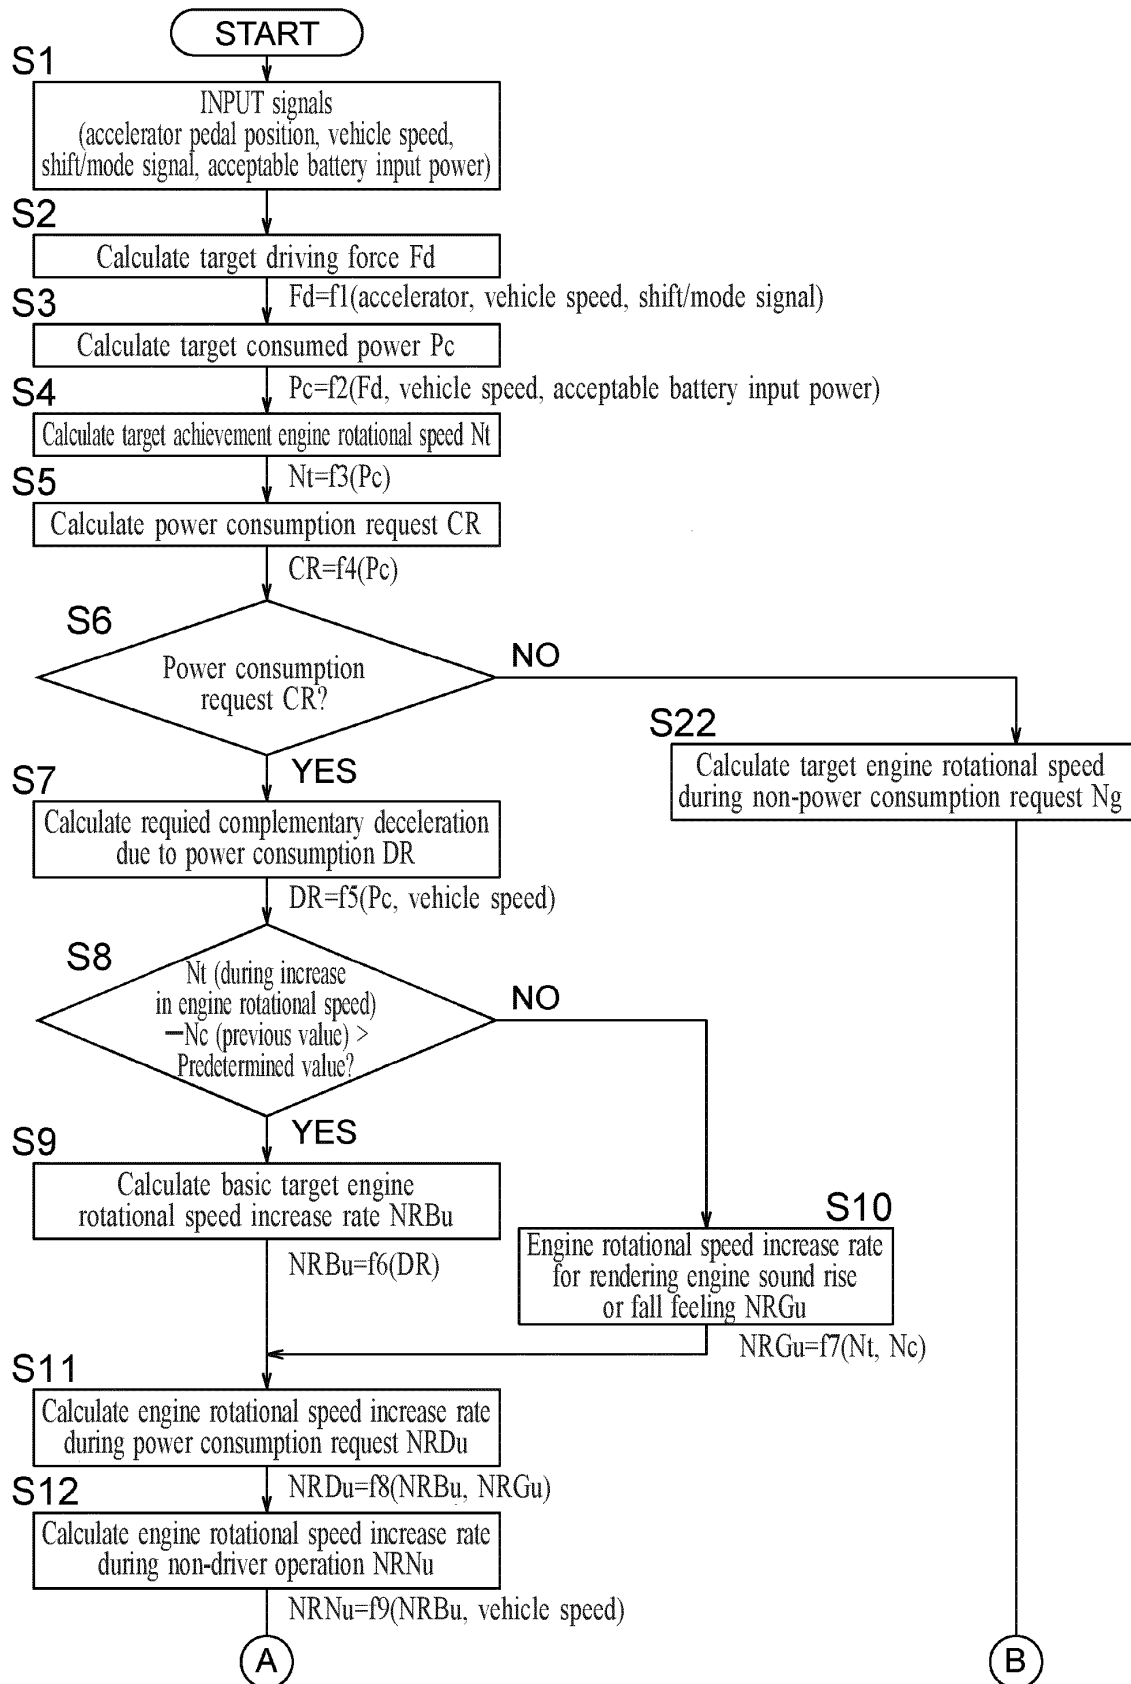 START
S1
INPUT signals
(accelerator pedal position, vehicle speed,
shift/mode signal, acceptable battery input power)
S2
Calculate target driving force Fd
Fd=f1(accelerator, vehicle speed, shift/mode signal)
S3
Calculate target consumed power Pc
Pc=f2(Fd, vehicle speed, acceptable battery input power)
S4
Calculate target achievement engine rotational speed Nt
Nt=f3(Pc)
S5
Calculate power consumption request CR
CR=f4(Pc)
S6
Power consumption
request CR?
NO
YES
S22
Calculate target engine rotational speed
during non-power consumption request Ng
S7
Calculate requied complementary deceleration
due to power consumption DR
DR=f5(Pc, vehicle speed)
S8
Nt (during increase
in engine rotational speed)
—Nc (previous value) >
Predetermined value?
NO
YES
S9
Calculate basic target engine
rotational speed increase rate NRBu
NRBu=f6(DR)
S10
Engine rotational speed increase rate
for rendering engine sound rise
or fall feeling NRGu
NRGu=f7(Nt, Nc)
S11
Calculate engine rotational speed increase rate
during power consumption request NRDu
NRDu=f8(NRBu, NRGu)
S12
Calculate engine rotational speed increase rate
during non-driver operation NRNu
NRNu=f9(NRBu, vehicle speed)
A
B